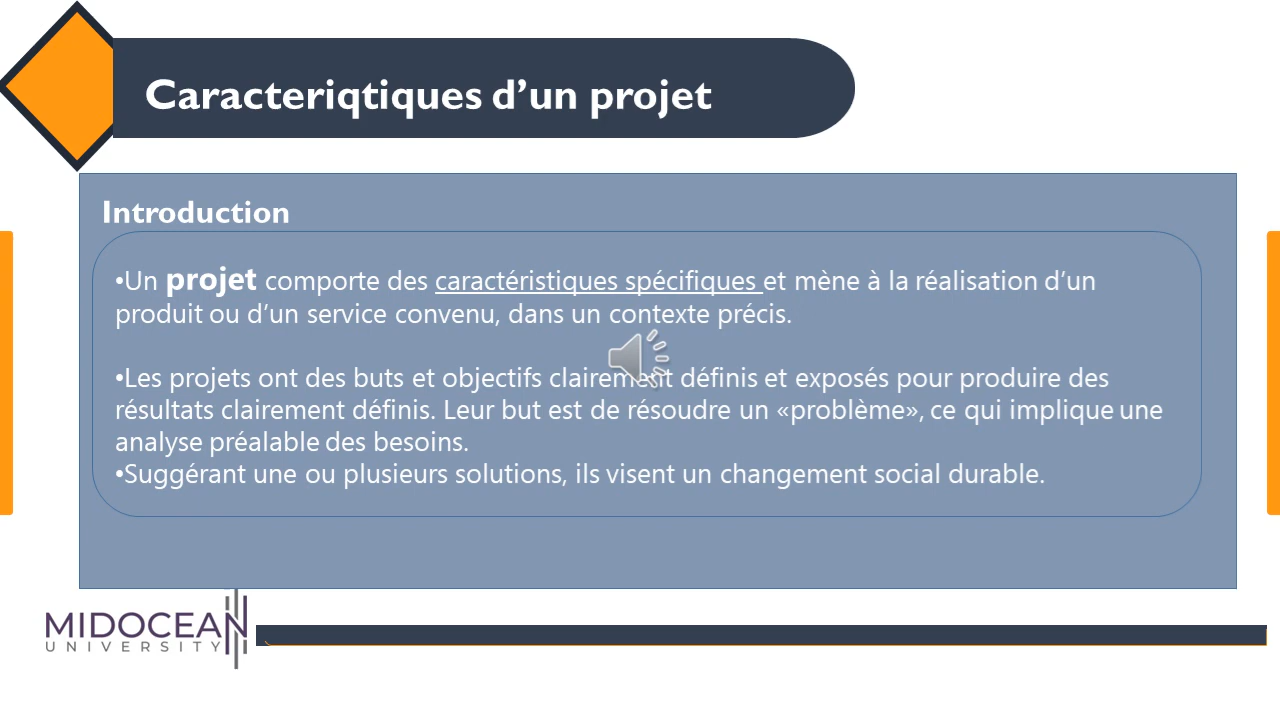 Caracteriqtiques d’un projet
Introduction
•Un projet comporte des caractéristiques spécifiques et mène à la réalisation d’un
produit ou d’un service convenu, dans un contexte précis.
•Les projets ont des buts et objectifs clairement définis et exposés pour produire des
résultats clairement définis. Leur but est de résoudre un «problème», ce qui implique une
analyse préalable des besoins.
•Suggérant une ou plusieurs solutions, ils visent un changement social durable.
MIDOCEAN
UNIVERSITY